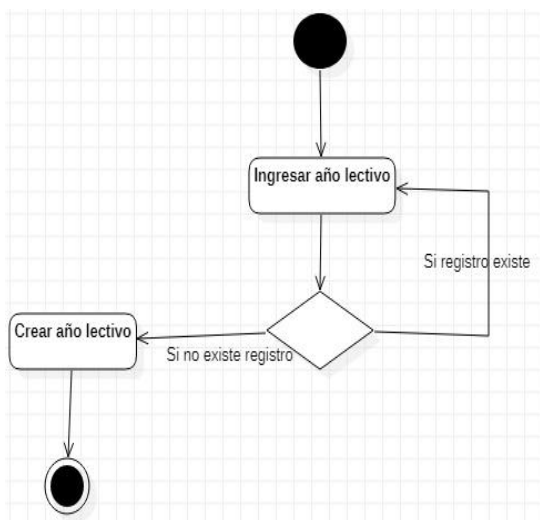 Ingresar año lectivo
Si registro existe
Crear año lectivo
Si no existe registro